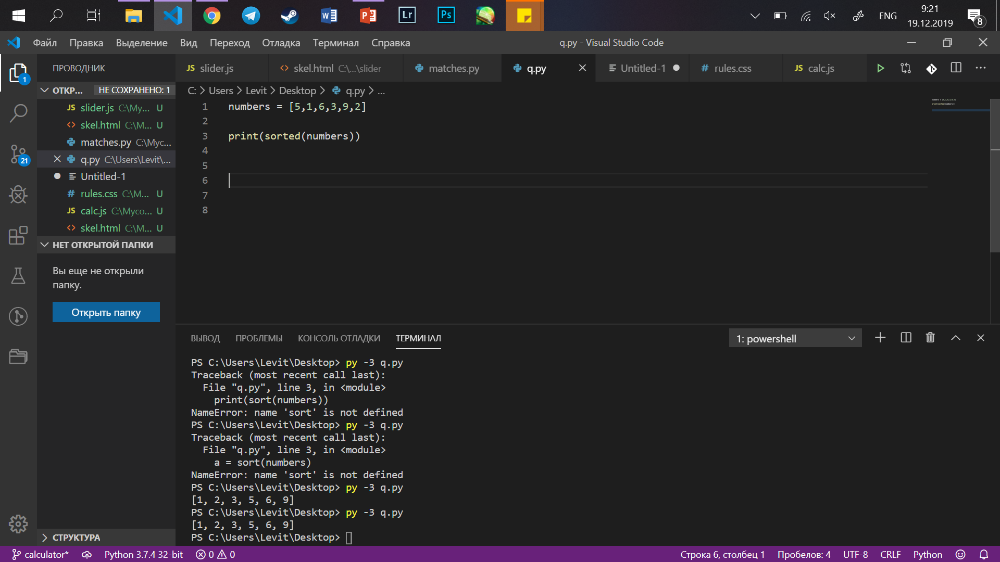 Lr
Ps
ENG
9:21
19.12.2019
8
Файл Правка Выделение Вид Переход Отладка Терминал Справка
q.py - Visual Studio Code
1
21
ПРОВОДНИК
ОТКР... НЕ СОХРАНЕНО: 1
JS slider.js C:\My... U
<> skel.html C:\M... U
matches.py C:\Myc...
q.py C:\Users\Levit\...
Untitled-1
# rules.css C:\M... U
JS calc.js C:\Myco... U
<> skel.html C:\M... U
НЕТ ОТКРЫТОЙ ПАПКИ
Вы еще не открыли
папку.
Открыть папку
СТРУКТУРА
JS slider.js <> skel.html C:\...\slider matches.py q.py Untitled-1 # rules.css JS calc.js
C: > Users > Levit > Desktop > q.py > ...
1 numbers = [5,1,6,3,9,2]
2
3 print(sorted(numbers))
4
5
6
7
8
ВЫВОД ПРОБЛЕМЫ КОНСОЛЬ ОТЛАДКИ ТЕРМИНАЛ
1: powershell
PS C:\Users\Levit\Desktop> py -3 q.py
Traceback (most recent call last):
File "q.py", line 3, in <module>
print(sort(numbers))
NameError: name 'sort' is not defined
PS C:\Users\Levit\Desktop> py -3 q.py
Traceback (most recent call last):
File "q.py", line 3, in <module>
a = sort(numbers)
NameError: name 'sort' is not defined
PS C:\Users\Levit\Desktop> py -3 q.py
[1, 2, 3, 5, 6, 9]
PS C:\Users\Levit\Desktop> py -3 q.py
[1, 2, 3, 5, 6, 9]
PS C:\Users\Levit\Desktop>
calculator* Python 3.7.4 32-bit 0 0
Строка 6, столбец 1 Пробелов: 4 UTF-8 CRLF Python